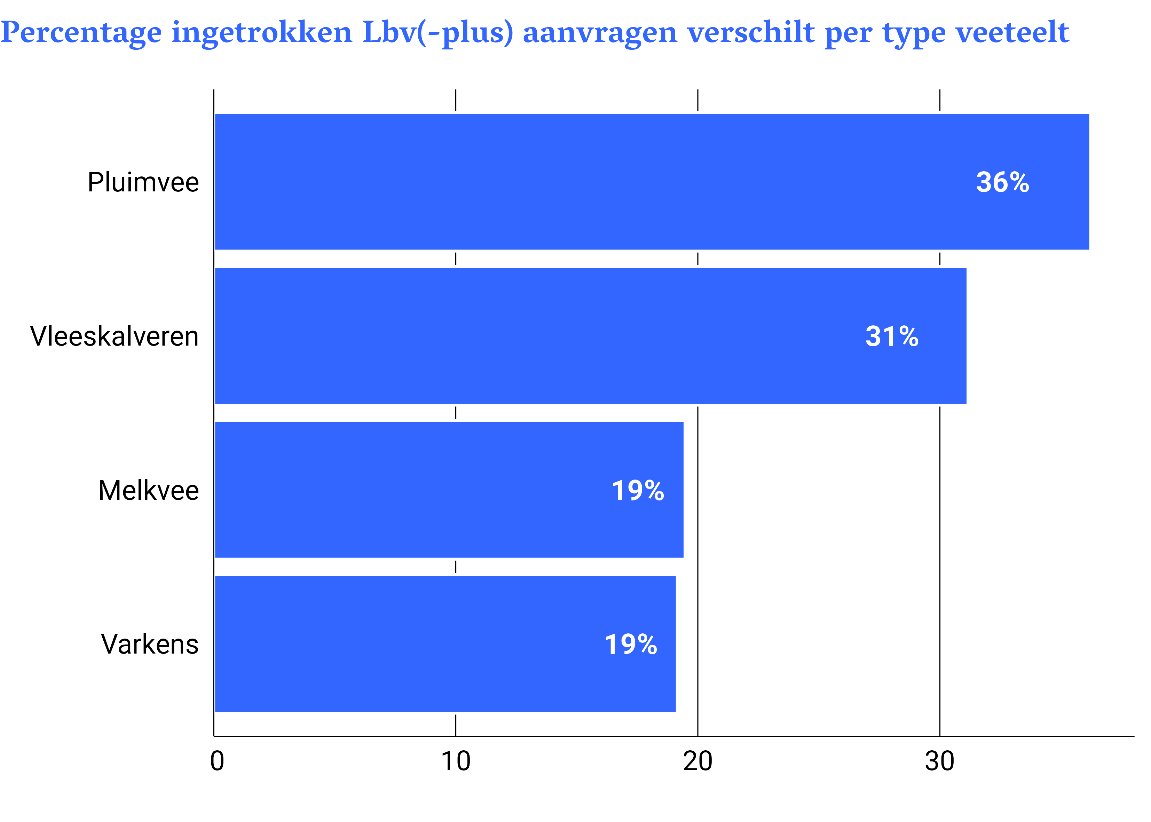 Percentage ingetrokken Lbv(-plus) aanvragen verschilt per type veeteelt
Pluimvee 36%
Vleeskalveren 31%
Melkvee 19%
Varkens 19%
0 10 20 30